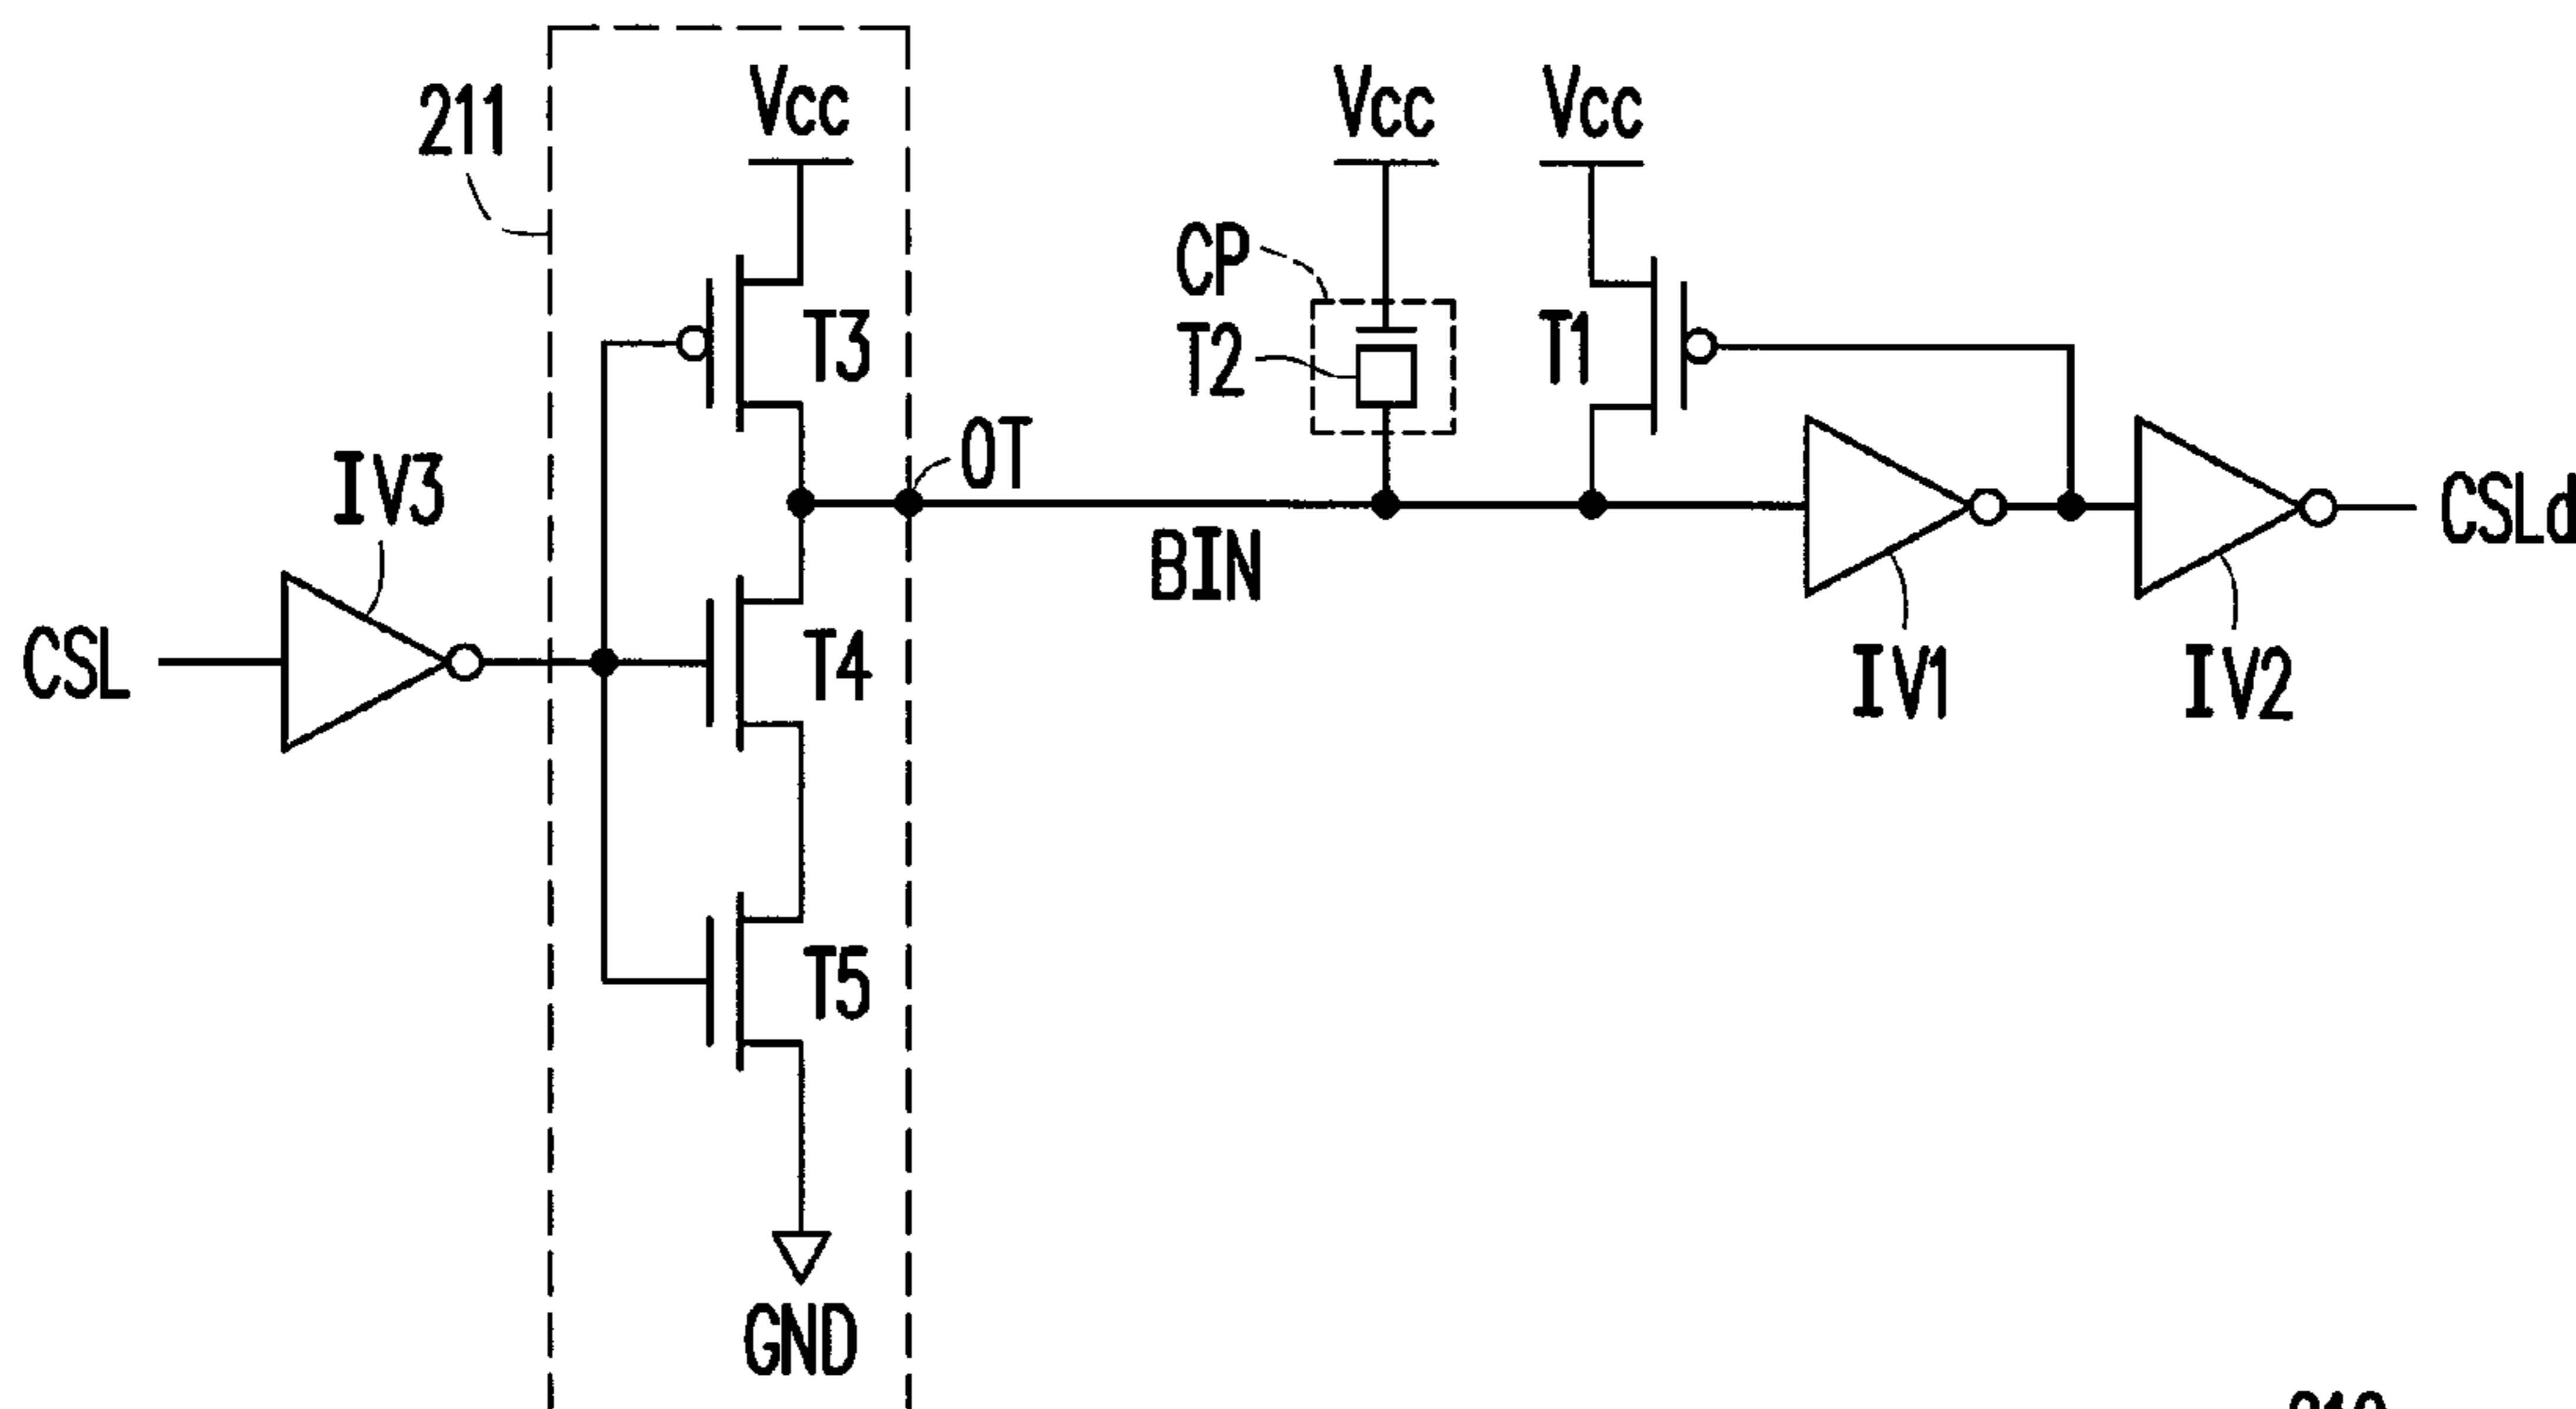 211
Vcc
Vcc
Vcc
CP
T2
T3
T1
OT
IV3
BIN
CSLd
CSL
T4
IV1
IV2
T5
GND